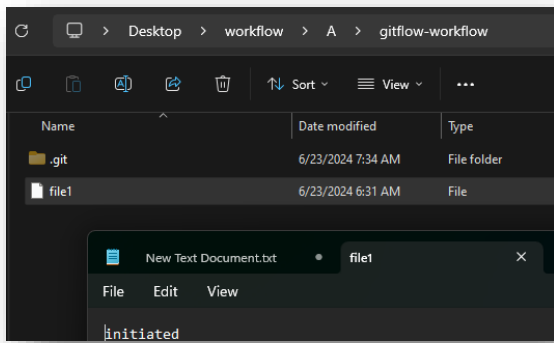 Desktop > workflow > A > gitflow-workflow
Sort View ...
Name Date modified Type
.git 6/23/2024 7:34 AM File folder
file1 6/23/2024 6:31 AM File
New Text Document.txt file1
File Edit View
initiated